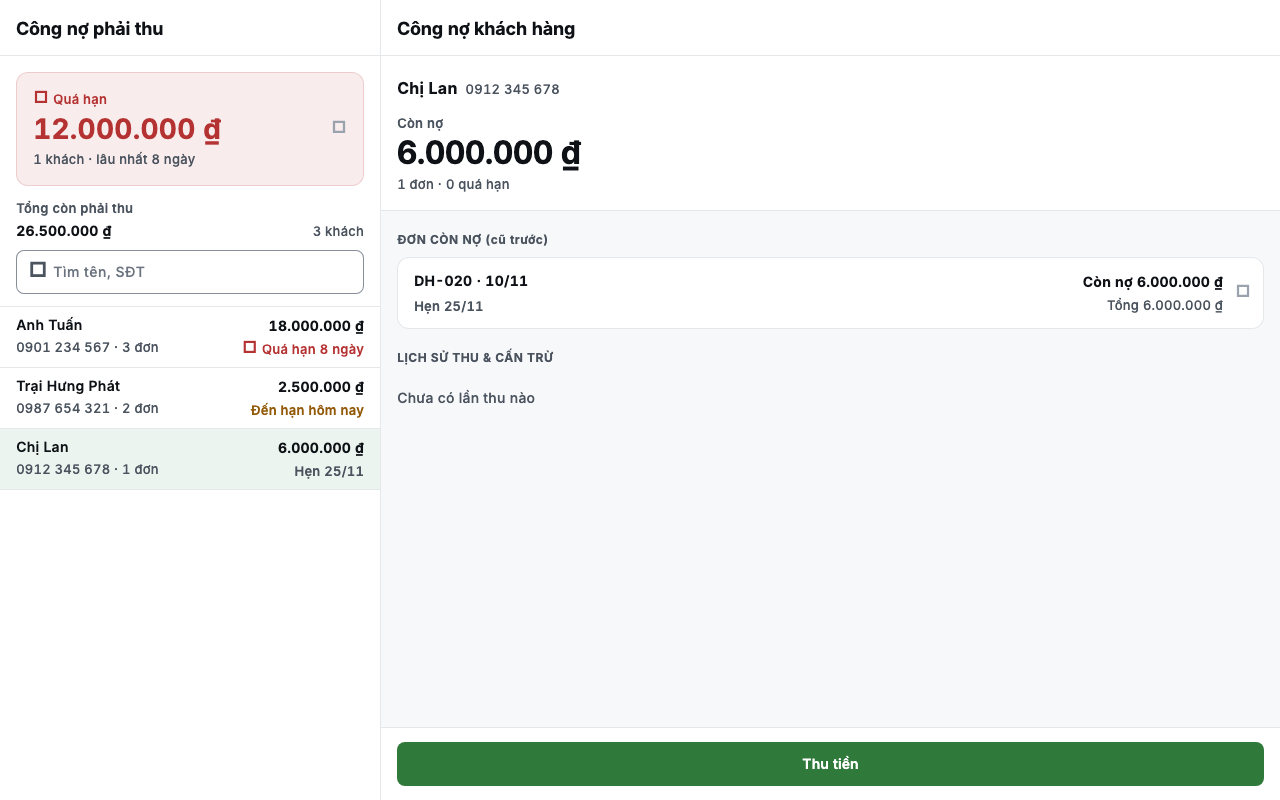 Công nợ phải thu
Quá hạn
12.000.000 ₫
1 khách · lâu nhất 8 ngày
Tổng còn phải thu
26.500.000 ₫ 3 khách
Tìm tên, SĐT
Anh Tuấn 18.000.000 ₫
0901 234 567 · 3 đơn Quá hạn 8 ngày
Trại Hưng Phát 2.500.000 ₫
0987 654 321 · 2 đơn Đến hạn hôm nay
Chị Lan 6.000.000 ₫
0912 345 678 · 1 đơn Hẹn 25/11
Công nợ khách hàng
Chị Lan 0912 345 678
Còn nợ
6.000.000 ₫
1 đơn · 0 quá hạn
ĐƠN CÒN NỢ (cũ trước)
DH-020 · 10/11 Còn nợ 6.000.000 ₫
Hẹn 25/11 Tổng 6.000.000 ₫
LỊCH SỬ THU & CẤN TRỪ
Chưa có lần thu nào
Thu tiền